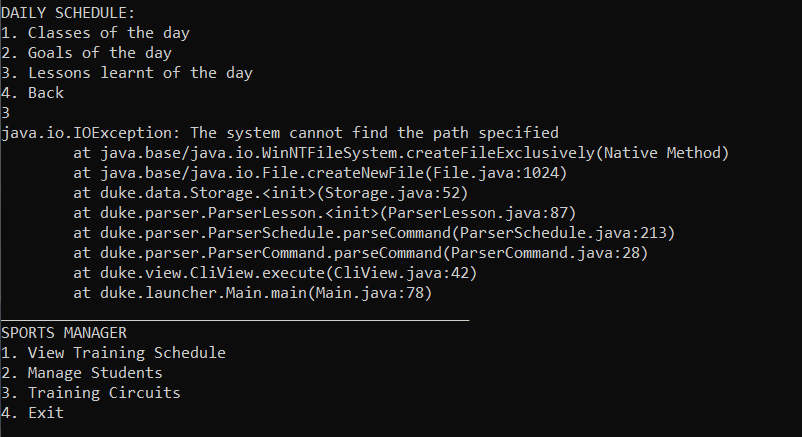 DAILY SCHEDULE:
1. Classes of the day
2. Goals of the day
3. Lessons learnt of the day
4. Back
3
java.io.IOException: The system cannot find the path specified
        at java.base/java.io.WinNTFileSystem.createFileExclusively(Native Method)
        at java.base/java.io.File.createNewFile(File.java:1024)
        at duke.data.Storage.<init>(Storage.java:52)
        at duke.parser.ParserLesson.<init>(ParserLesson.java:87)
        at duke.parser.ParserSchedule.parseCommand(ParserSchedule.java:213)
        at duke.parser.ParserCommand.parseCommand(ParserCommand.java:28)
        at duke.view.CliView.execute(CliView.java:42)
        at duke.launcher.Main.main(Main.java:78)
____________________________________________________
SPORTS MANAGER
1. View Training Schedule
2. Manage Students
3. Training Circuits
4. Exit